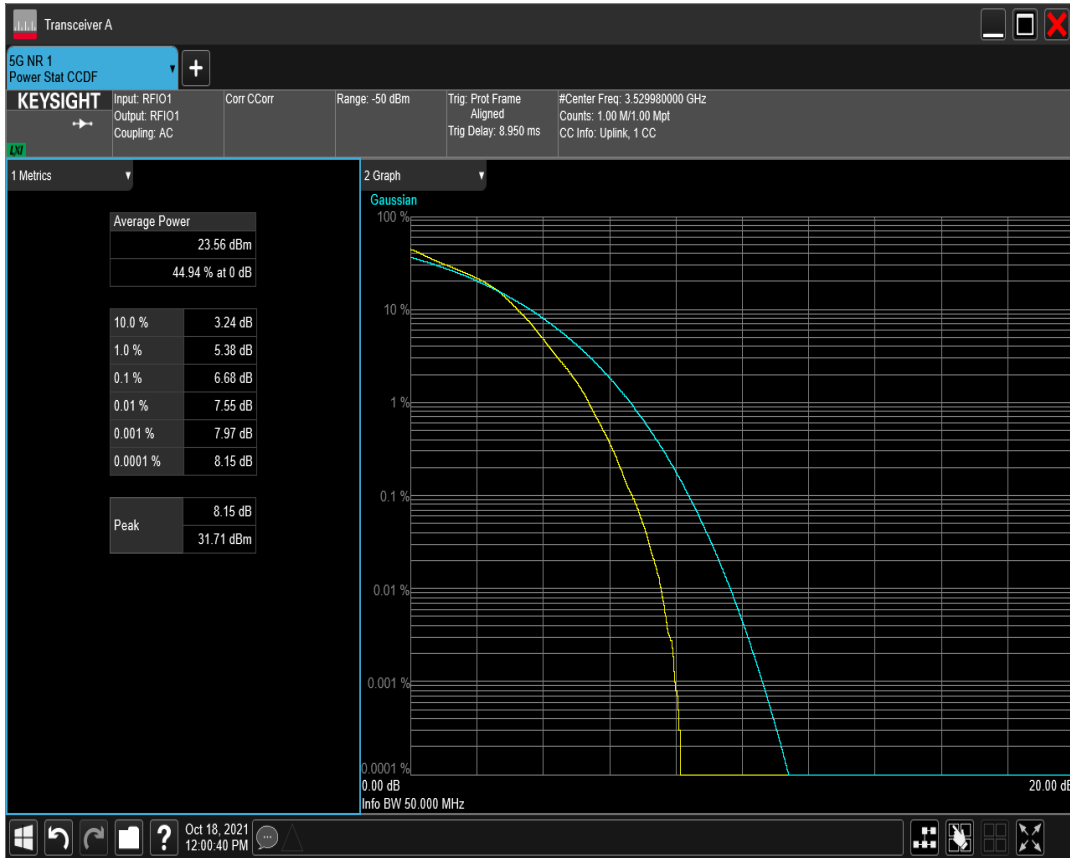 Transceiver A
5G NR 1
Power Stat CCDF
+
KEYSIGHT
LXI
Input: RFIO1
Output: RFIO1
Coupling: AC
Corr CCorr
Range: -50 dBm
Trig: Prot Frame
Aligned
Trig Delay: 8.950 ms
#Center Freq: 3.529980000 GHz
Counts: 1.00 M/1.00 Mpt
CC Info: Uplink, 1 CC
1 Metrics
Average Power
23.56 dBm
44.94 % at 0 dB
10.0 % 3.24 dB
1.0 % 5.38 dB
0.1 % 6.68 dB
0.01 % 7.55 dB
0.001 % 7.97 dB
0.0001 % 8.15 dB
Peak 8.15 dB
31.71 dBm
2 Graph
Gaussian
100 %
10 %
1 %
0.1 %
0.01 %
0.001 %
0.0001 %
0.00 dB 20.00 dB
Info BW 50.000 MHz
?
Oct 18, 2021
12:00:40 PM